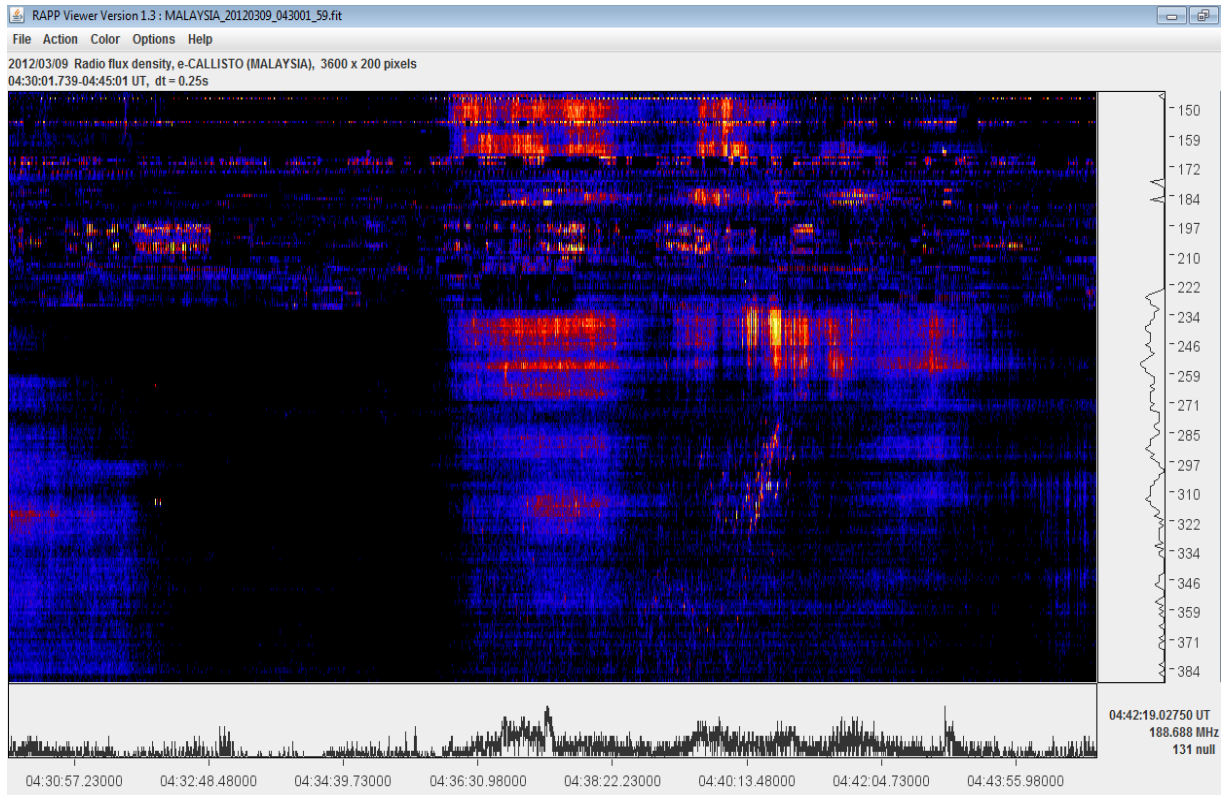 RAPP Viewer Version 1.3 : MALAYSIA_20120309_043001_59.fit
File Action Color Options Help
2012/03/09 Radio flux density, e-CALLISTO (MALAYSIA), 3600 x 200 pixels
04:30:01.739-04:45:01 UT, dt = 0.25s
150
159
172
184
197
210
222
234
246
259
271
285
297
310
322
334
346
359
371
384
04:42:19.02750 UT
188.688 MHz
131 null
04:30:57.23000 04:32:48.48000 04:34:39.73000 04:36:30.98000 04:38:22.23000 04:40:13.48000 04:42:04.73000 04:43:55.98000